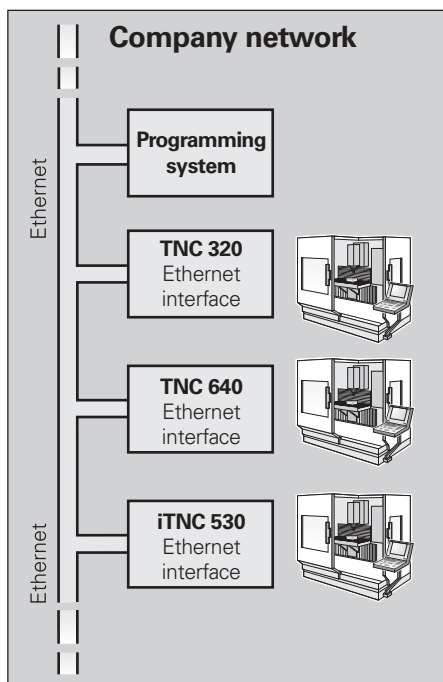 Company network
Ethernet
Programming
system
TNC 320
Ethernet
interface
TNC 640
Ethernet
interface
iTNC 530
Ethernet
interface
Ethernet